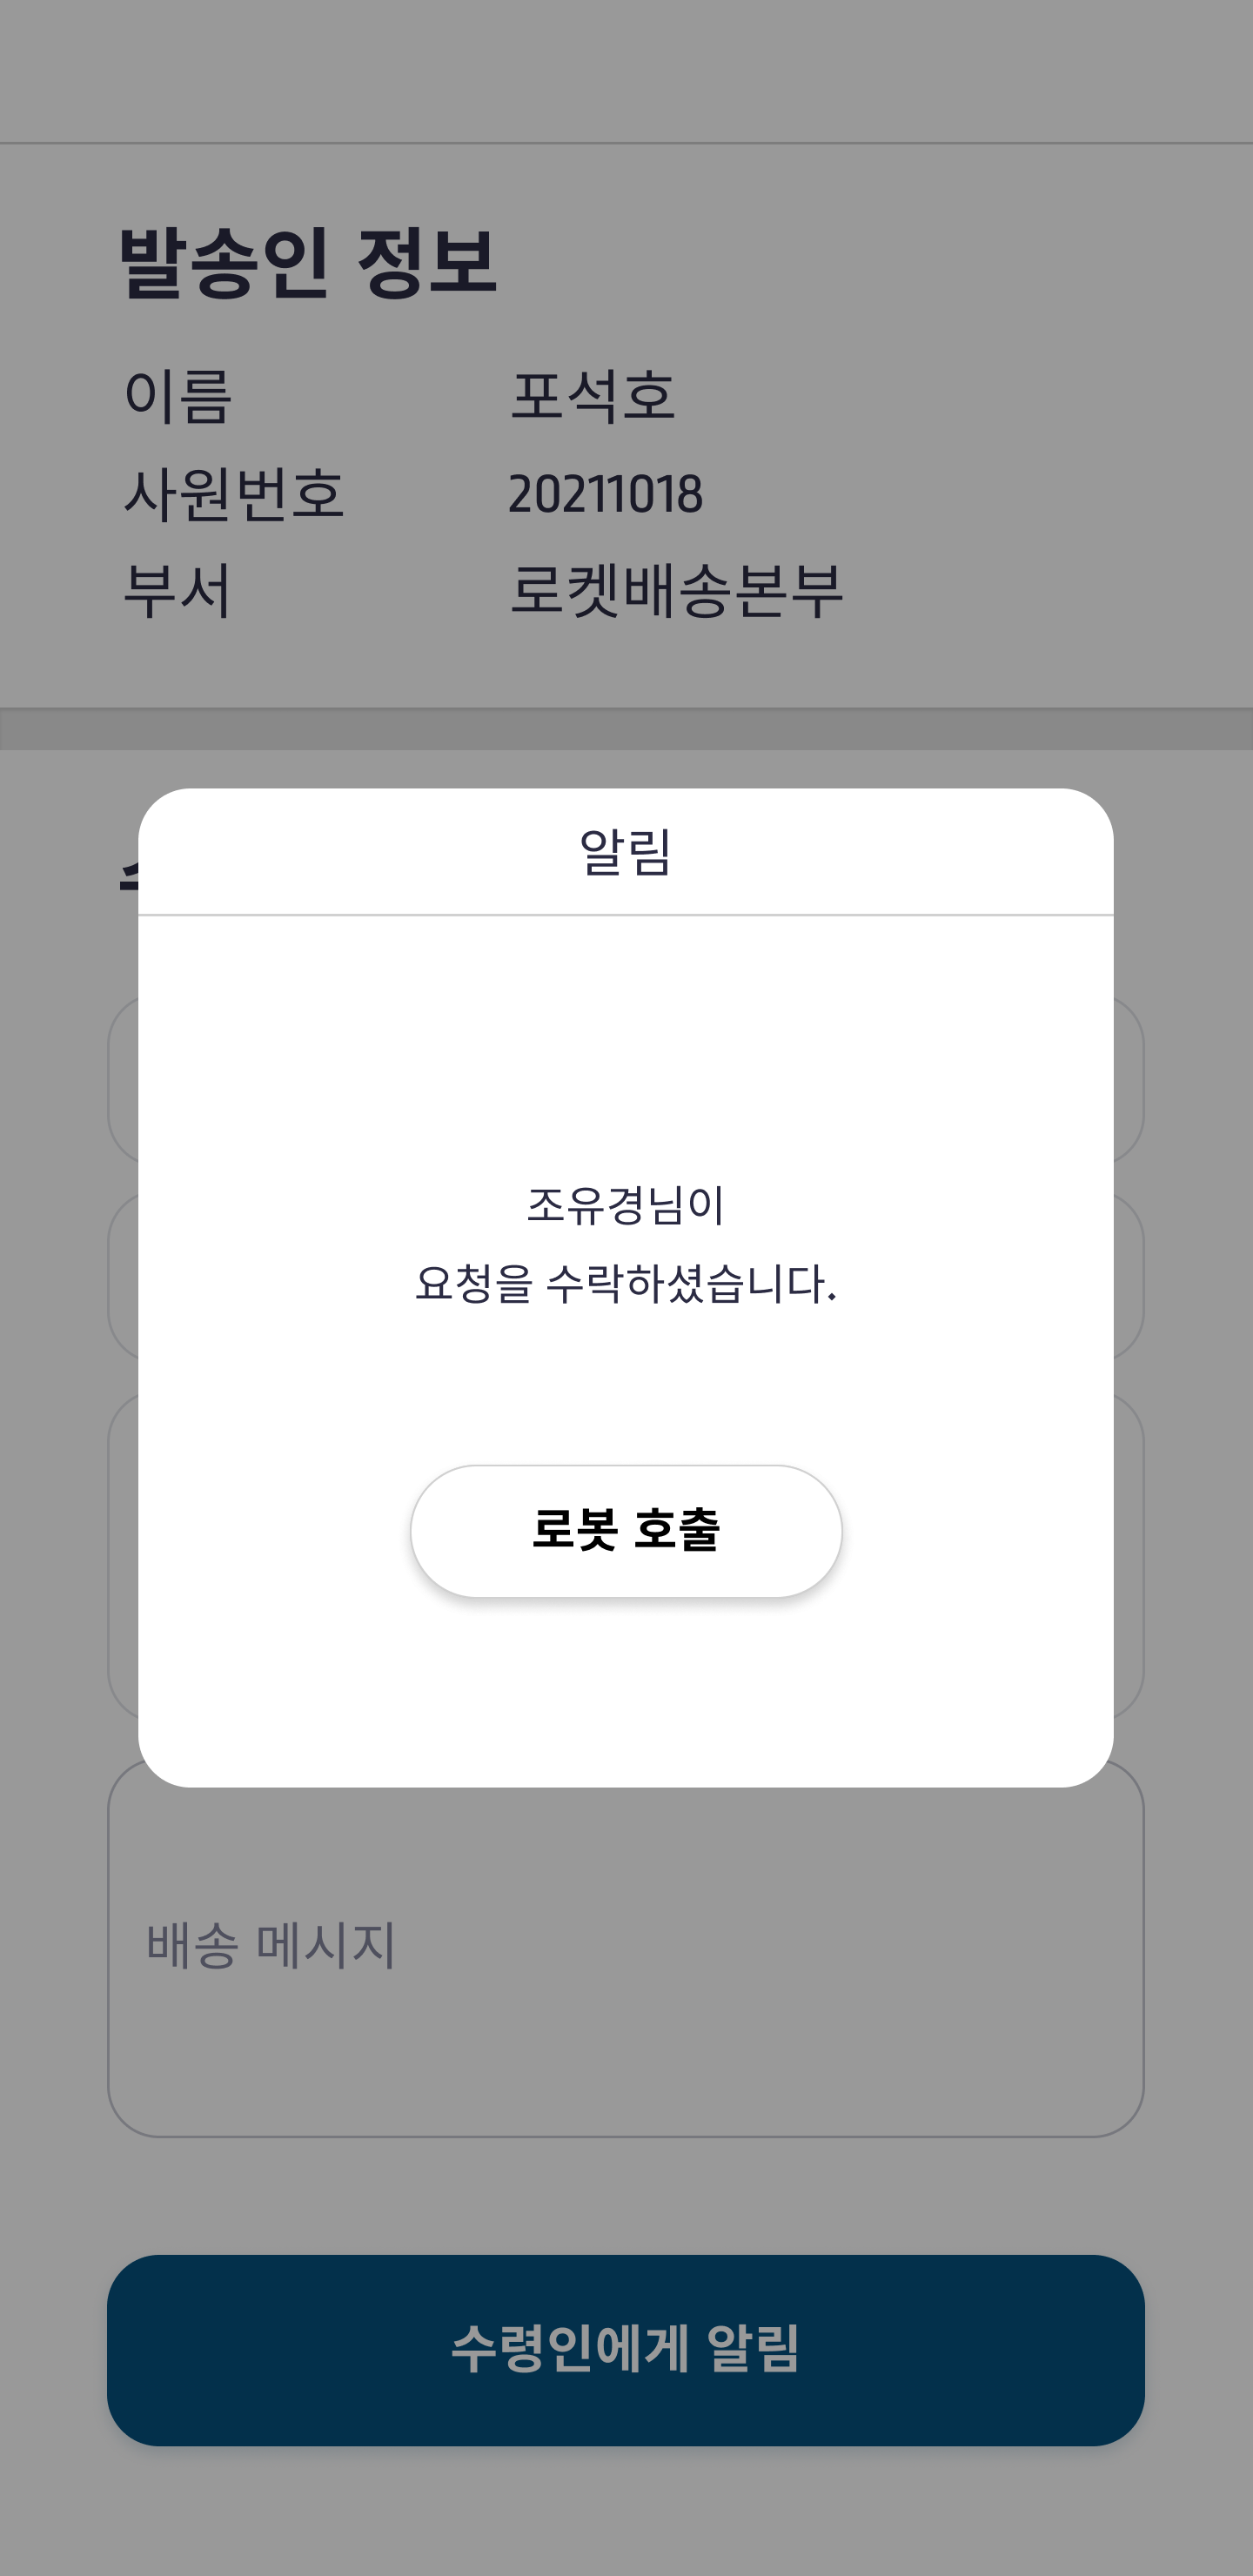 발송인 정보
이름 포석호
사원번호 20211018
부서 로켓배송본부
알림
조유경님이
요청을 수락하셨습니다.
로봇 호출
배송 메시지
수령인에게 알림